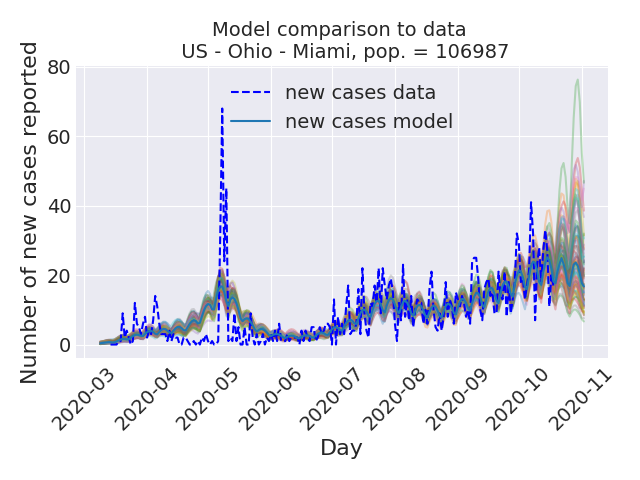 Model comparison to data
US - Ohio - Miami, pop. = 106987
new cases data
new cases model
Number of new cases reported
80
60
40
20
0
2020-03
2020-04
2020-05
2020-06
2020-07
2020-08
2020-09
2020-10
2020-11
Day